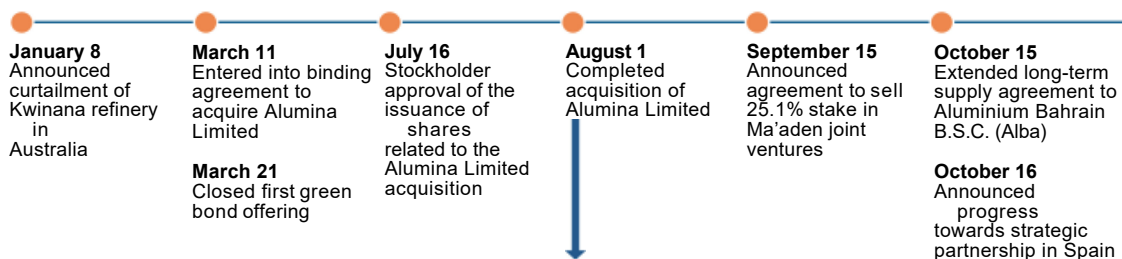 January 8
Announced
curtailment of
Kwinana refinery
in
Australia
March 11
Entered into binding
agreement to
acquire Alumina
Limited
March 21
Closed first green
bond offering
July 16
Stockholder
approval of the
issuance of
shares
related to the
Alumina Limited
acquisition
August 1
Completed
acquisition of
Alumina Limited
September 15
Announced
agreement to sell
25.1% stake in
Ma'aden joint
ventures
October 15
Extended long-term
supply agreement to
Aluminium Bahrain
B.S.C. (Alba)
October 16
Announced
progress
towards strategic
partnership in Spain